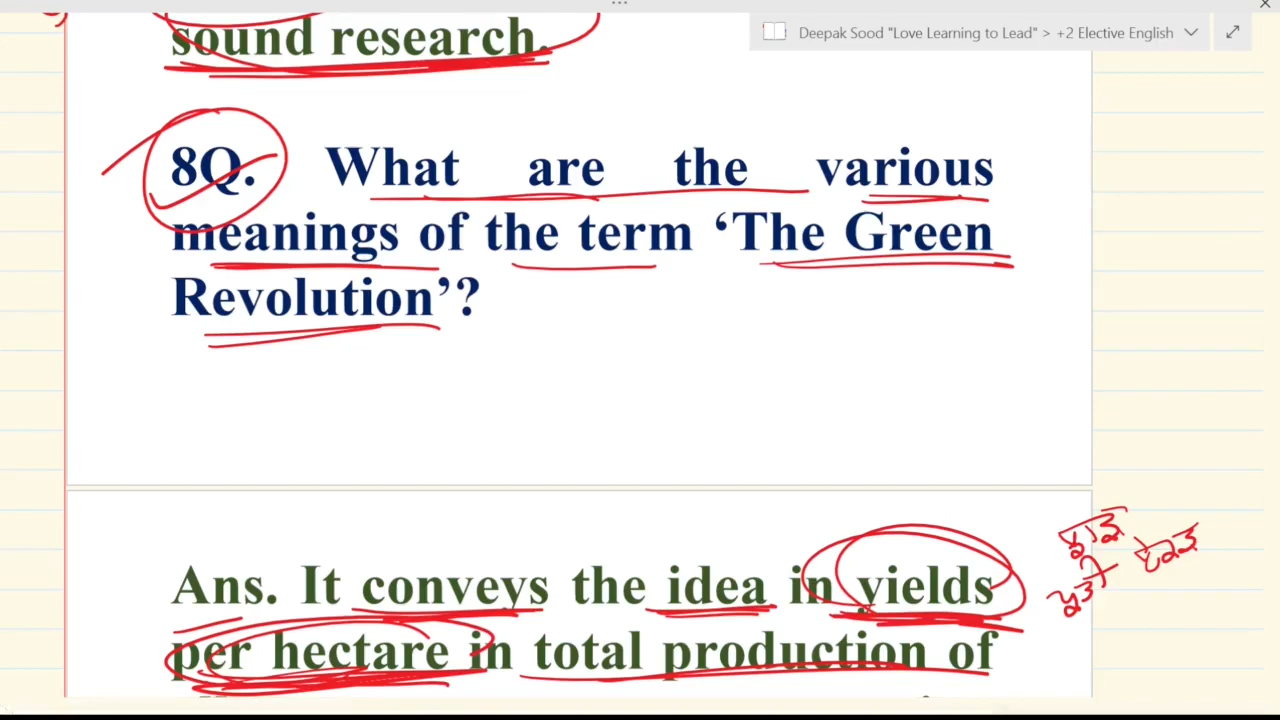 sound research.
Deepak Sood "Love Learning to Lead" > +2 Elective English
8Q. What are the various
meanings of the term ‘The Green
Revolution’?
Ans. It conveys the idea in yields
per hectare in total production of